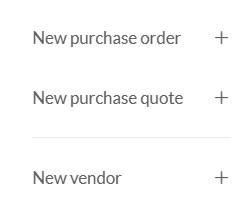 New purchase order +
New purchase quote +
New vendor +